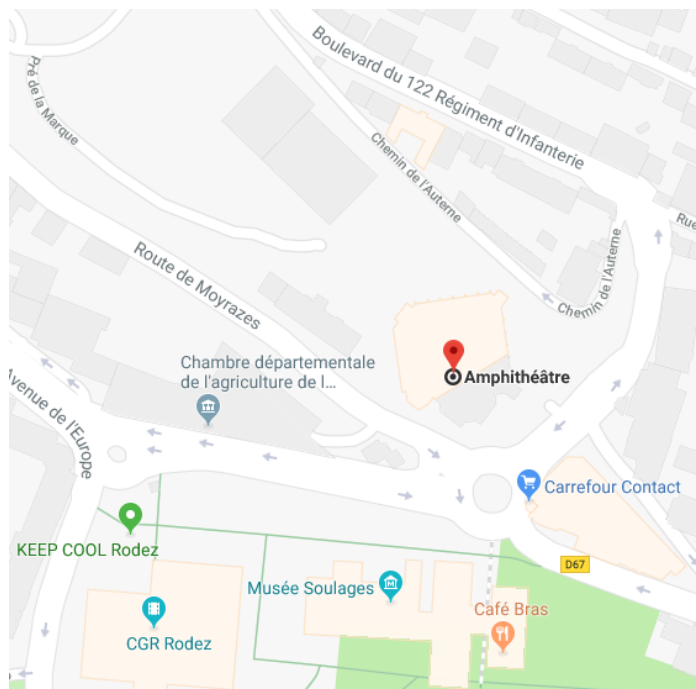 Boulevard du 122 Régiment d'Infanterie
Pré de la Marque
Chemin de l'Auterne
Rue
Route de Moyrazes
Chemin de l'Auterne
Chambre départementale
de l'agriculture de l...
Amphithéâtre
Avenue de l'Europe
Carrefour Contact
KEEP COOL Rodez
D67
Musée Soulages
Café Bras
CGR Rodez